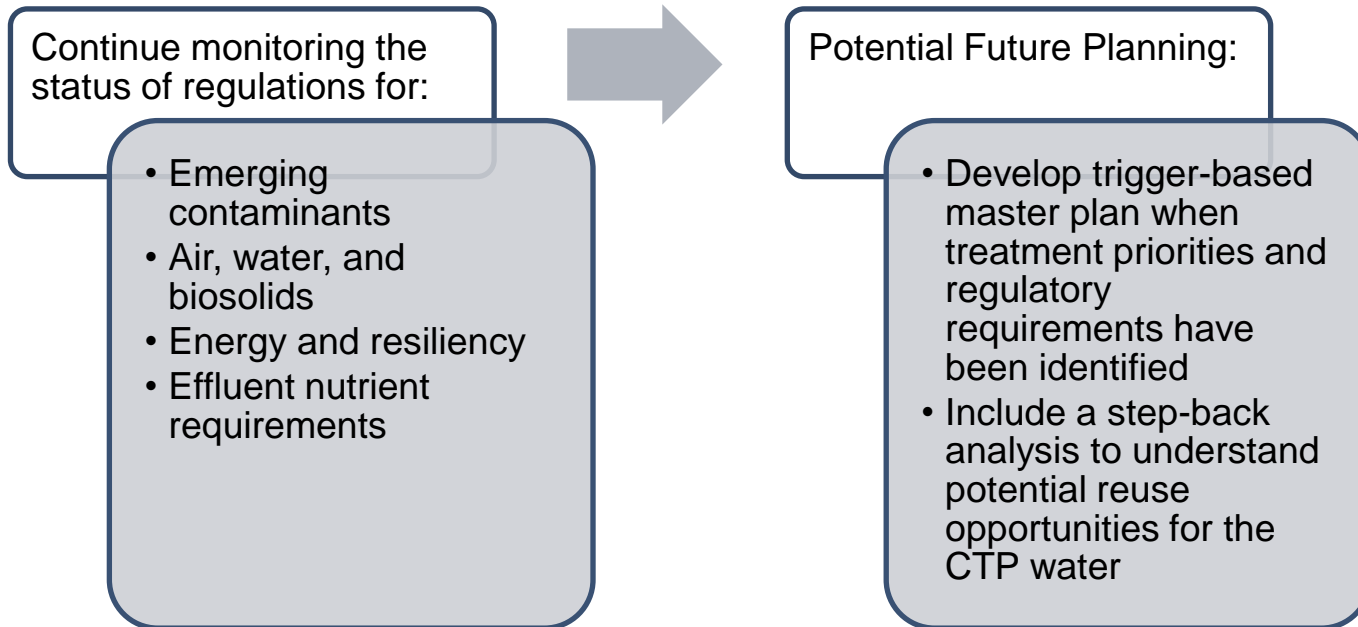 Continue monitoring the
status of regulations for:
• Emerging
contaminants
• Air, water, and
biosolids
• Energy and resiliency
• Effluent nutrient
requirements
Potential Future Planning:
• Develop trigger-based
master plan when
treatment priorities and
regulatory
requirements have
been identified
• Include a step-back
analysis to understand
potential reuse
opportunities for the
CTP water